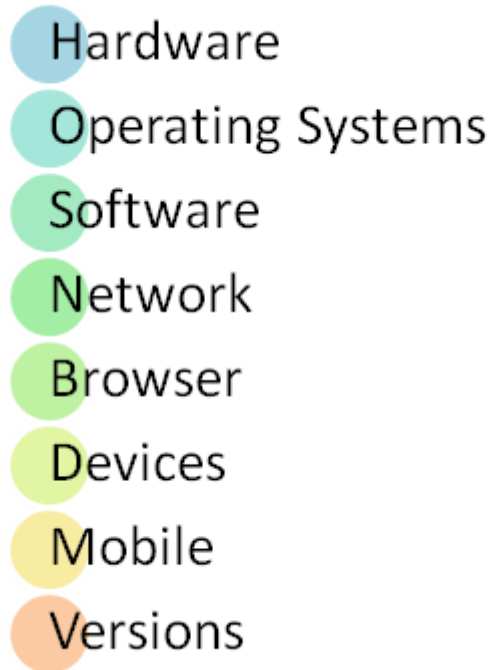 Hardware
Operating Systems
Software
Network
Browser
Devices
Mobile
Versions